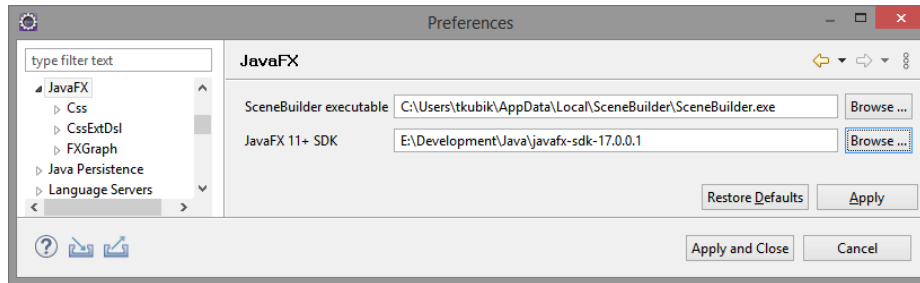 Preferences
type filter text
JavaFX
JavaFX
Css
CssExtDsl
FXGraph
Java Persistence
Language Servers
SceneBuilder executable C:\Users\tkubik\AppData\Local\SceneBuilder\SceneBuilder.exe Browse ...
JavaFX 11+ SDK E:\Development\Java\javafx-sdk-17.0.0.1 Browse ...
Restore Defaults Apply
Apply and Close Cancel